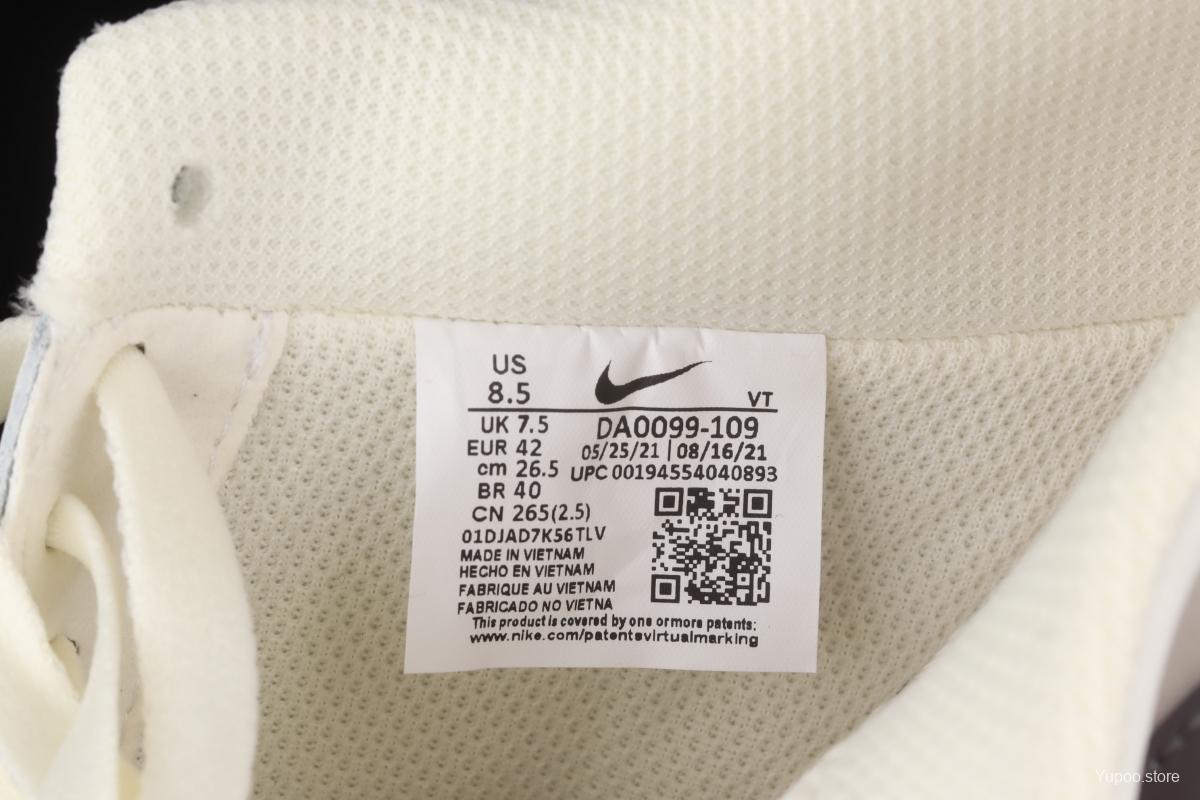 US
8.5
VT
UK 7.5
EUR 42
cm 26.5
BR 40
CN 265(2.5)
DA0099-109
05/25/21 | 08/16/21
UPC 00194554040893
01DJAD7K56TLV
MADE IN VIETNAM
HECHO EN VIETNAM
FABRIQUE AU VIETNAM
FABRICADO NO VIETNA
This product is covered by one or more patents:
www.nike.com/patentsvirtualmarking
Yupoo.store